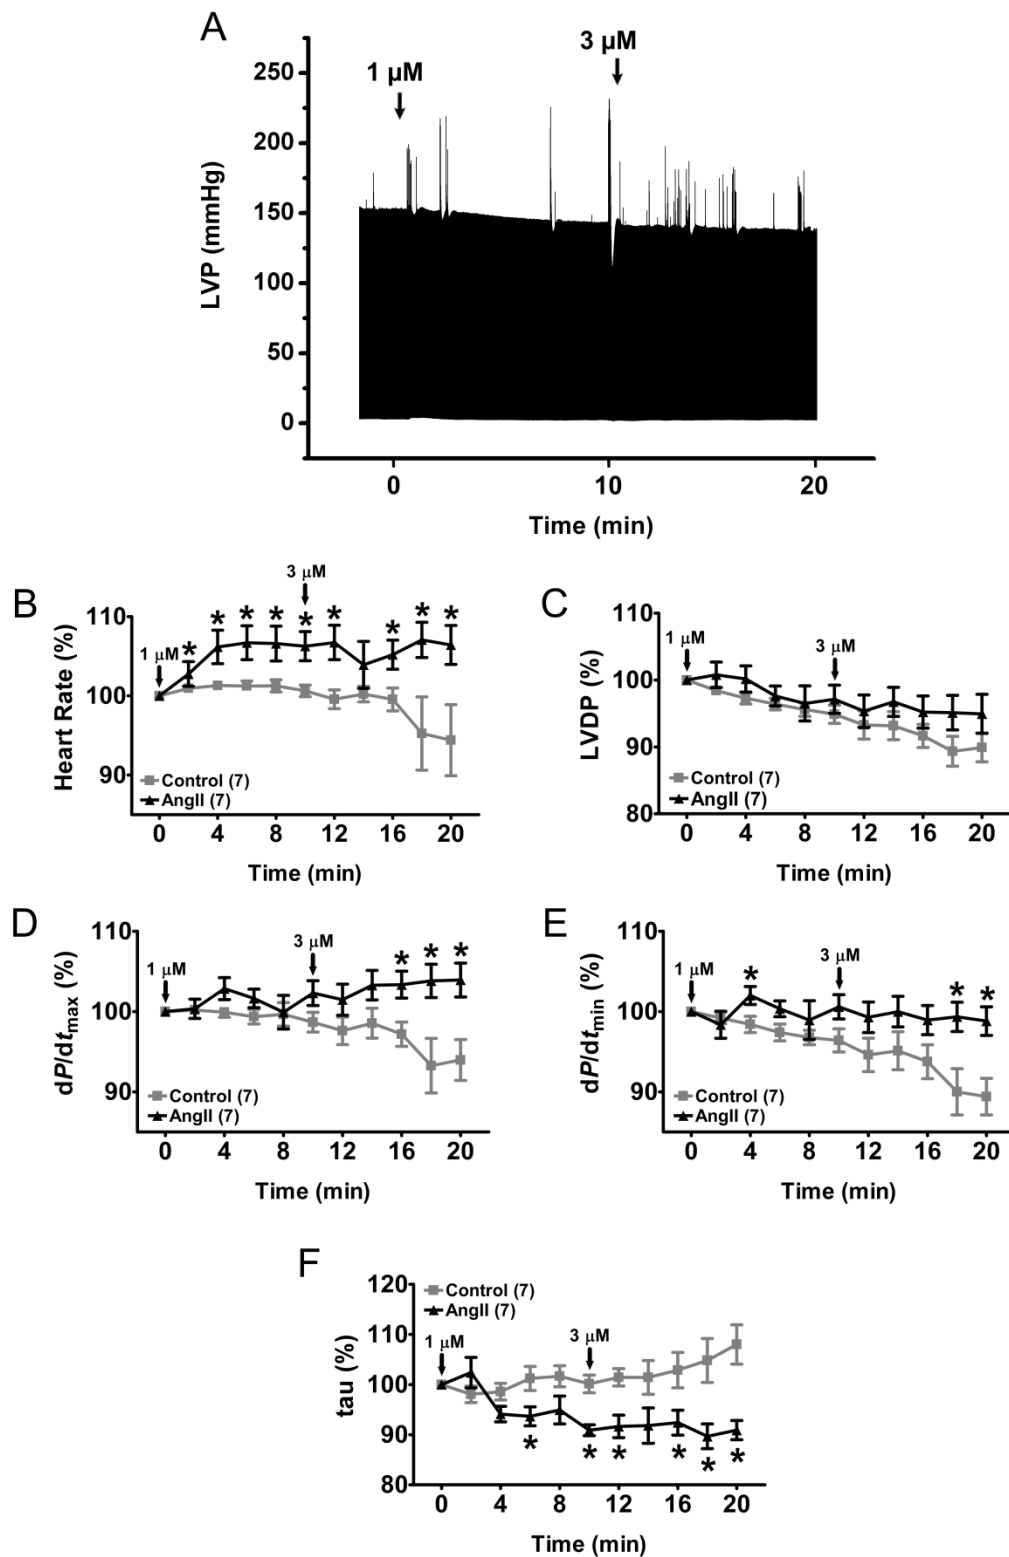 A
1 µM
3 µM
250
200
150
100
50
0
LVP (mmHg)
0 10 20
Time (min)
B
3 µM
1 µM
110
100
90
Heart Rate (%)
* * * * * * * * *
Control (7)
AngII (7)
0 4 8 12 16 20
Time (min)
C
110
100
90
80
LVDP (%)
1 µM
3 µM
Control (7)
AngII (7)
0 4 8 12 16 20
Time (min)
D
110
100
90
dP/dtmax (%)
1 µM
3 µM
* * *
Control (7)
AngII (7)
0 4 8 12 16 20
Time (min)
E
110
100
90
dP/dtmin (%)
1 µM
3 µM
* * *
Control (7)
AngII (7)
0 4 8 12 16 20
Time (min)
F
120
110
100
90
80
tau (%)
Control (7)
AngII (7)
1 µM
3 µM
* * * * * *
0 4 8 12 16 20
Time (min)